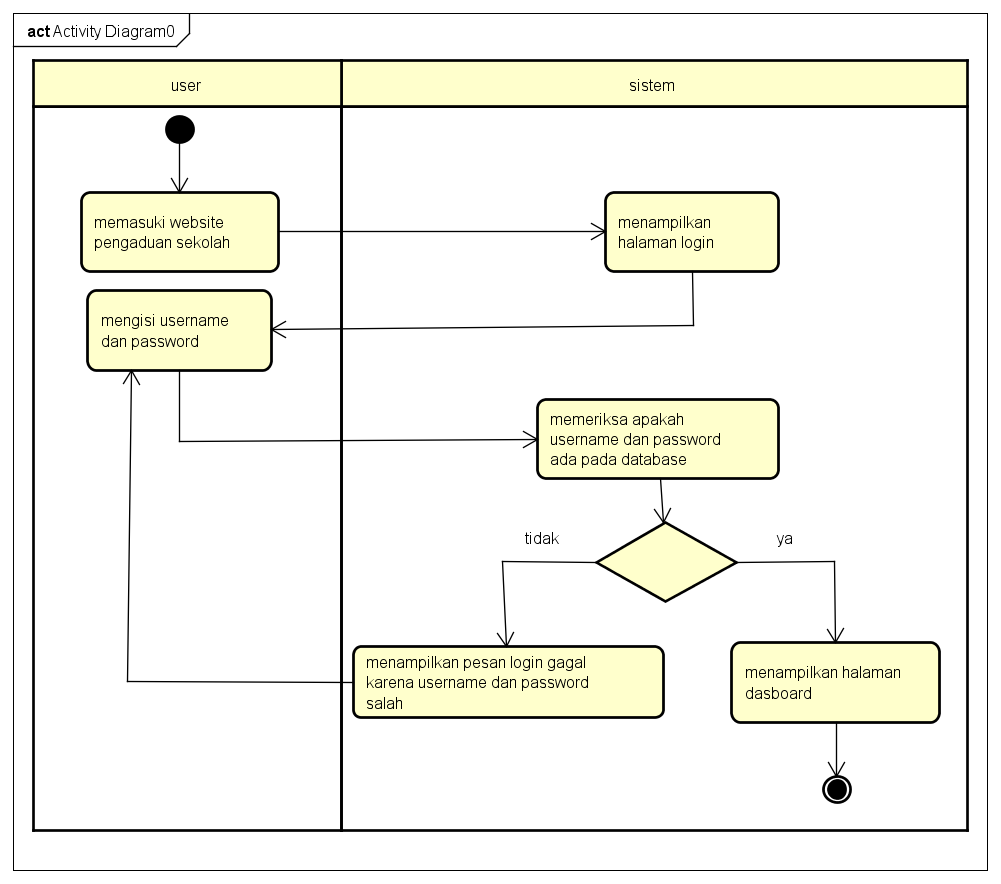 act Activity Diagram0
user
sistem
memasuki website
pengaduan sekolah
menampilkan
halaman login
mengisi username
dan password
memeriksa apakah
username dan password
ada pada database
tidak
ya
menampilkan pesan login gagal
karena username dan password
salah
menampilkan halaman
dasboard